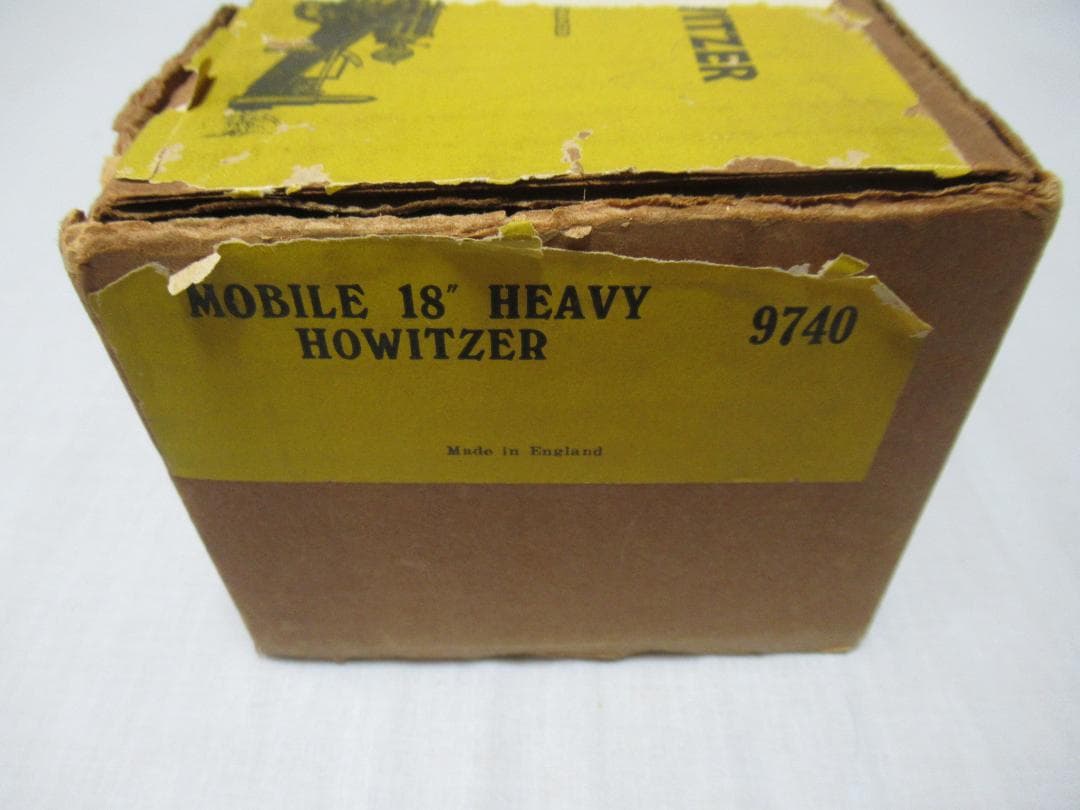 ITZER
MOBILE 18" HEAVY
HOWITZER
9740
Made in England